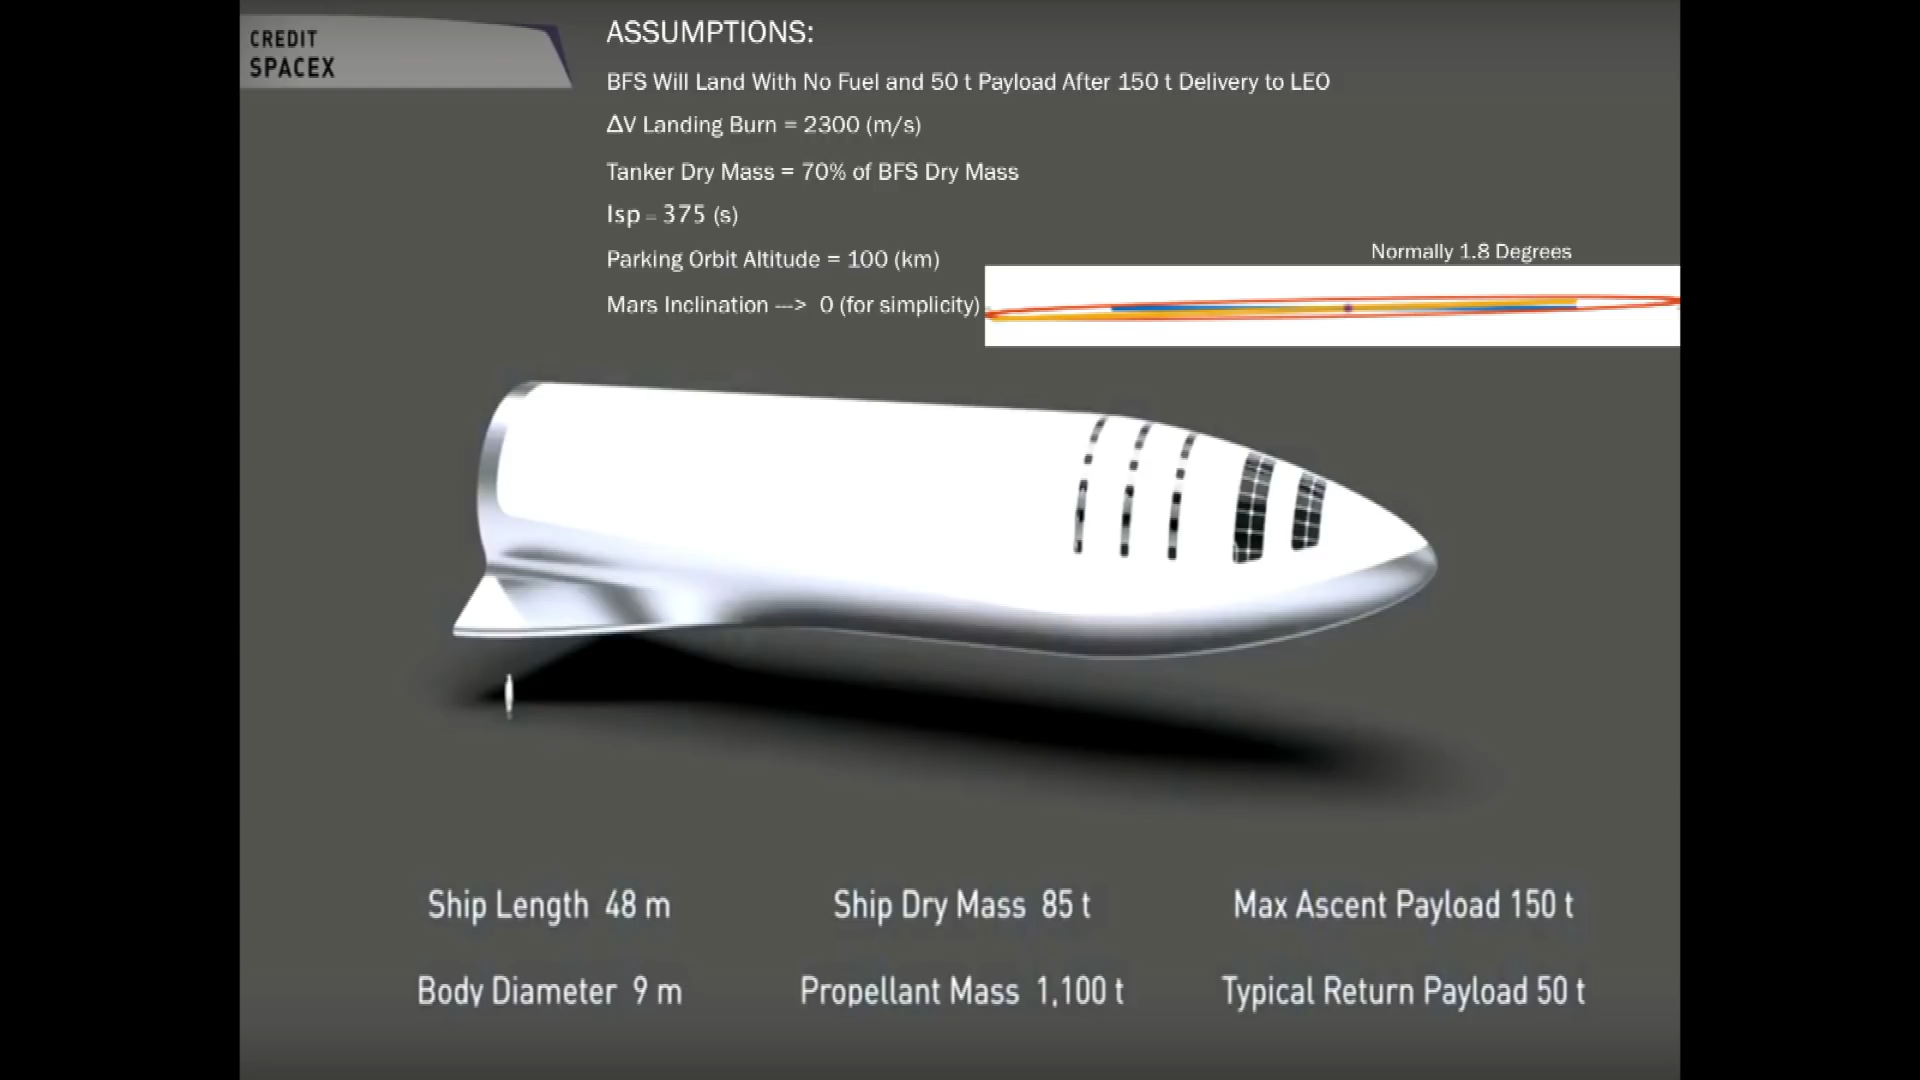 CREDIT
SPACEX
ASSUMPTIONS:
BFS Will Land With No Fuel and 50 t Payload After 150 t Delivery to LEO
ΔV Landing Burn = 2300 (m/s)
Tanker Dry Mass = 70% of BFS Dry Mass
Isp = 375 (s)
Parking Orbit Altitude = 100 (km)
Normally 1.8 Degrees
Mars Inclination ---> 0 (for simplicity)
Ship Length 48 m
Ship Dry Mass 85 t
Max Ascent Payload 150 t
Body Diameter 9 m
Propellant Mass 1,100 t
Typical Return Payload 50 t